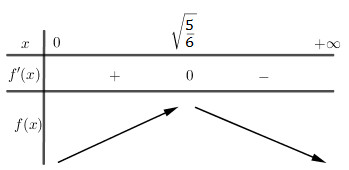 x 0 √(5/6) +∞
f′(x) + 0 −
f(x)